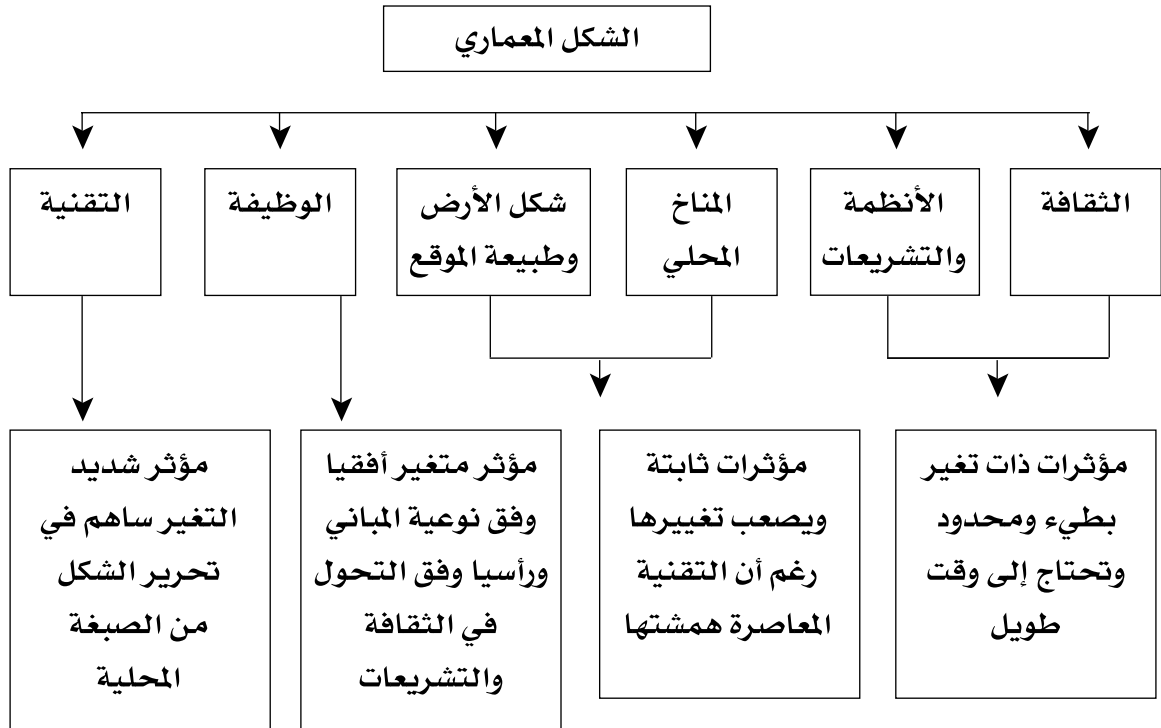 الشكل المعماري
الثقافة
الأنظمة
والتشريعات
المناخ
المحلي
شكل الأرض
وطبيعة الموقع
الوظيفة
التقنية
مؤثرات ذات تغير
بطيء ومحدود
وتحتاج إلى وقت
طويل
مؤثرات ثابتة
ويصعب تغييرها
رغم أن التقنية
المعاصرة همشتها
مؤثر متغير أفقيا
وفق نوعية المباني
ورأسيا وفق التحول
في الثقافة
والتشريعات
مؤثر شديد
التغير ساهم في
تحرير الشكل
من الصبغة
المحلية